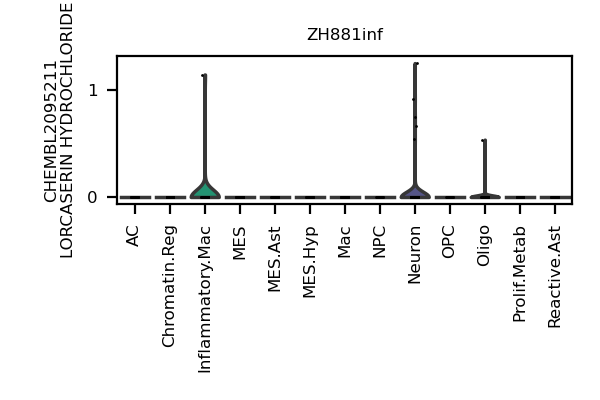 ZH881inf
CHEMBL2095211
LORCASERIN HYDROCHLORIDE
1
0
AC
Chromatin.Reg
Inflammatory.Mac
MES
MES.Ast
MES.Hyp
Mac
NPC
Neuron
OPC
Oligo
Prolif.Metab
Reactive.Ast